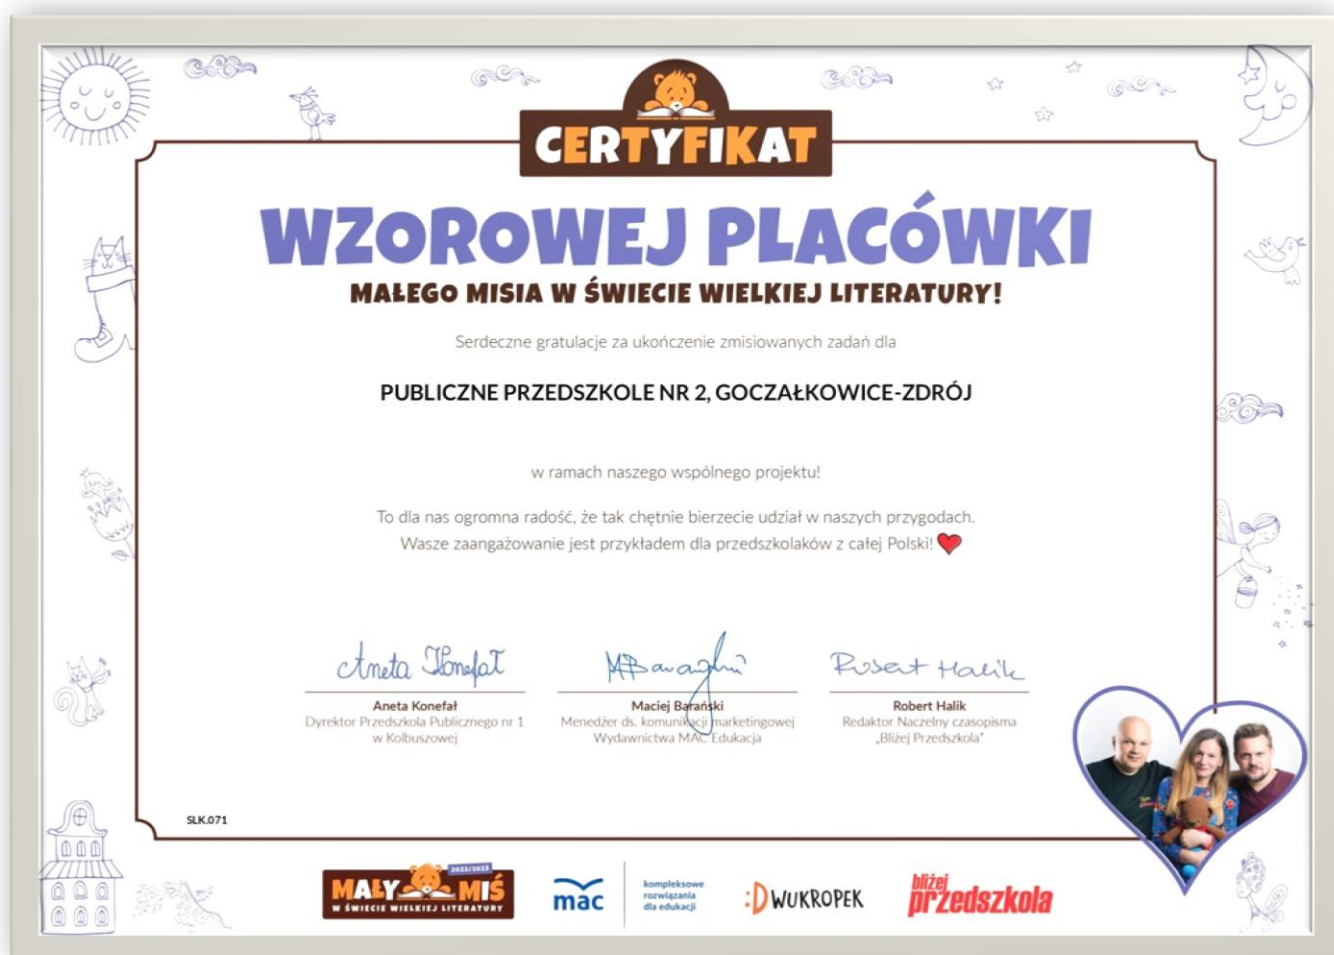 CERTYFIKAT
WZOROWEJ PLACÓWKI
MAŁEGO MISIA W ŚWIECIE WIELKIEJ LITERATURY!
Serdeczne gratulacje za ukończenie zmisiowanych zadań dla
PUBLICZNE PRZEDSZKOLE NR 2, GOCZAŁKOWICE-ZDRÓJ
w ramach naszego wspólnego projektu!
To dla nas ogromna radość, że tak chętnie bierzecie udział w naszych przygodach.
Wasze zaangażowanie jest przykładem dla przedszkolaków z całej Polski!
Aneta Konefał
Aneta Konefał
Dyrektor Przedszkola Publicznego nr 1
w Kolbuszowej
MBarański
Maciej Barański
Menedżer ds. komunikacji marketingowej
Wydawnictwa MAC Edukacja
Robert Halik
Robert Halik
Redaktor Naczelny czasopisma
„Bliżej Przedszkola"
SLK.071
2022/2023
MAŁY MIŚ
W ŚWIECIE WIELKIEJ LITERATURY
mac
kompleksowe
rozwiązania
dla edukacji
:DWUKROPEK
bliżej
przedszkola